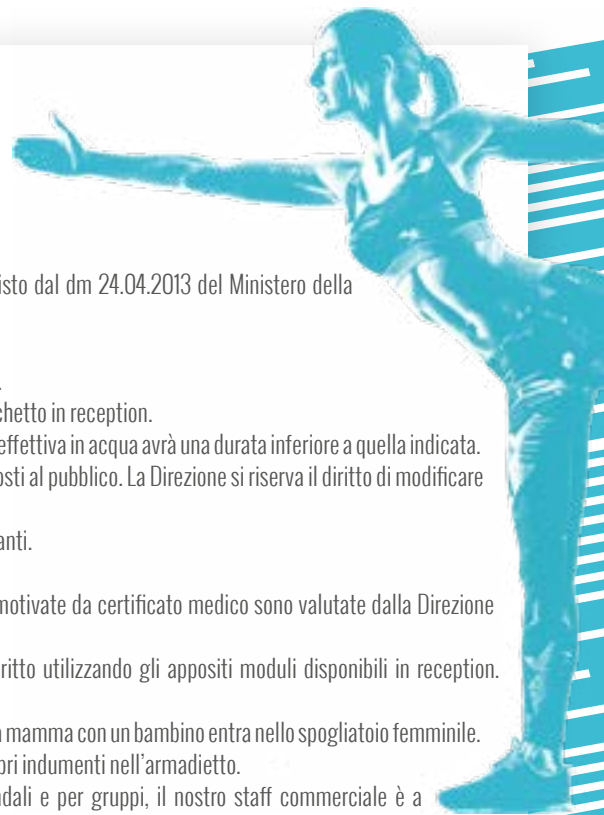 isto dal dm 24.04.2013 del Ministero della
.
chetto in reception.
effettiva in acqua avrà una durata inferiore a quella indicata.
osti al pubblico. La Direzione si riserva il diritto di modificare
anti.
motivate da certificato medico sono valutate dalla Direzione
ritto utilizzando gli appositi moduli disponibili in reception.
a mamma con un bambino entra nello spogliatoio femminile.
pri indumenti nell'armadietto.
ndali e per gruppi, il nostro staff commerciale è a